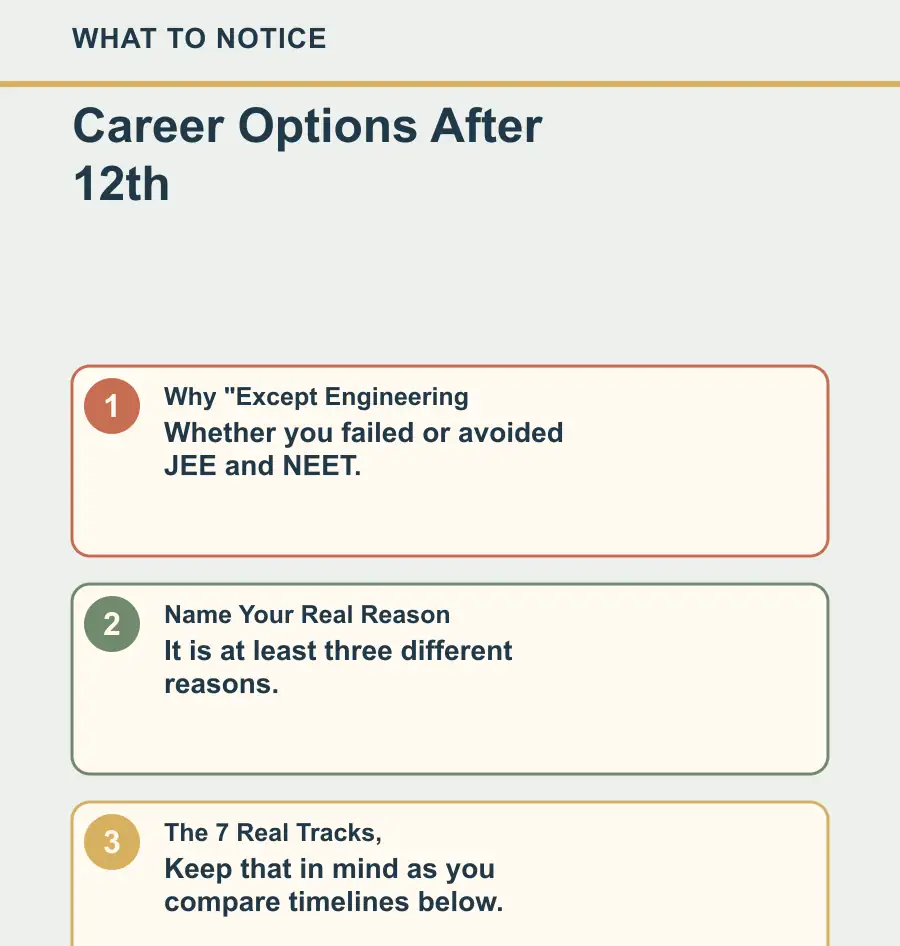 WHAT TO NOTICE
Career Options After
12th
1
Why "Except Engineering
Whether you failed or avoided
JEE and NEET.
2
Name Your Real Reason
It is at least three different
reasons.
3
The 7 Real Tracks,
Keep that in mind as you
compare timelines below.